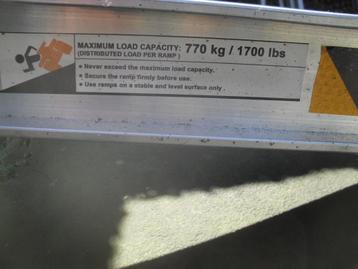 MAXIMUM LOAD CAPACITY: 770 kg / 1700 lbs
(DISTRIBUTED LOAD PER RAMP )
• Never exceed the maximum load capacity.
• Secure the ramp firmly before use.
• Use ramps on a stable and level surface only